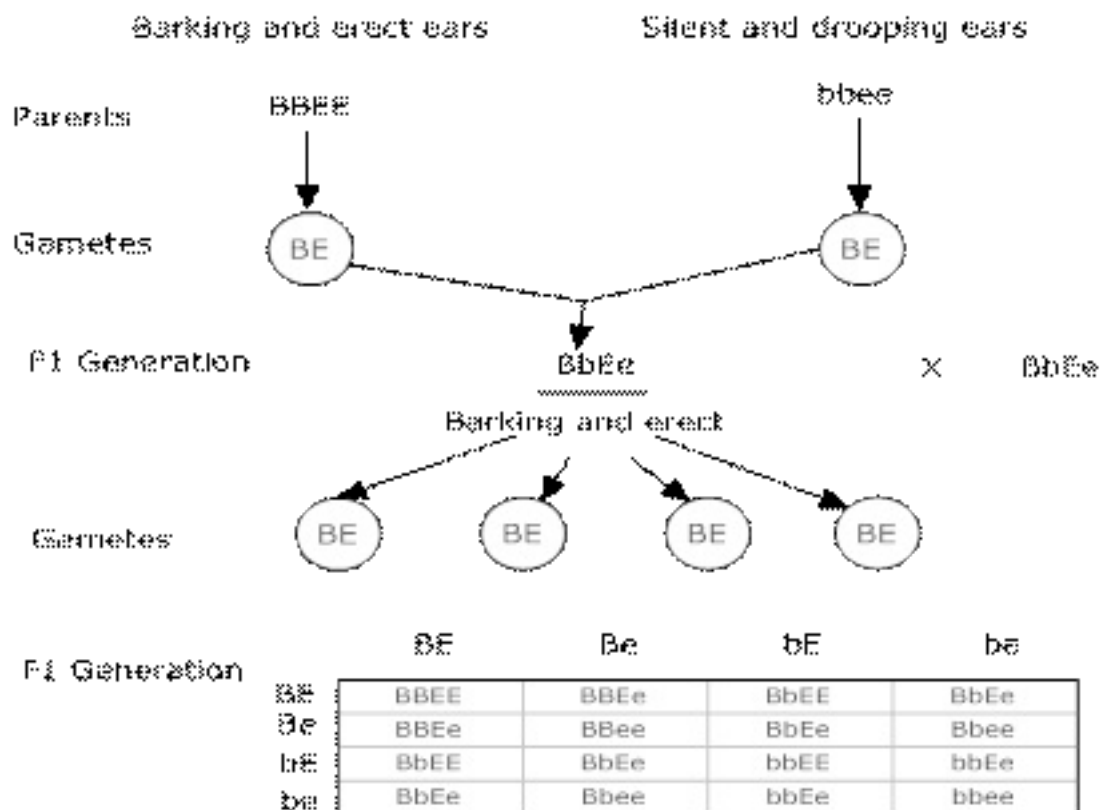 Barking and erect ears Silent and drooping ears
Parents BBEE bbee
Gametes BE BE
F1 Generation BbEe X BbEe
Barking and erect
Gametes BE BE BE BE
BE Be bE be
F1 Generation
BE BBEE BBEe BbEE BbEe
Be BBEe BBee BbEe Bbee
bE BbEE BbEe bbEE bbEe
be BbEe Bbee bbEe bbee